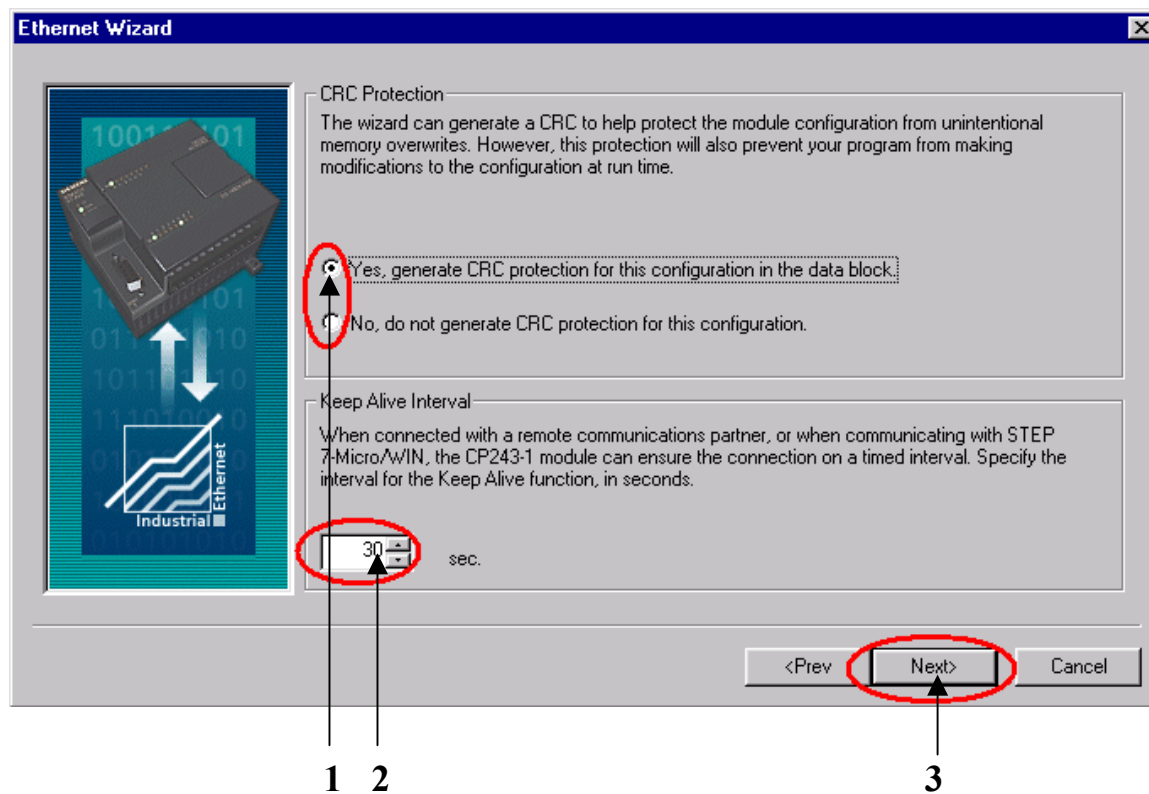 Ethernet Wizard
CRC Protection
The wizard can generate a CRC to help protect the module configuration from unintentional
memory overwrites. However, this protection will also prevent your program from making
modifications to the configuration at run time.
Yes, generate CRC protection for this configuration in the data block.
No, do not generate CRC protection for this configuration.
Keep Alive Interval
When connected with a remote communications partner, or when communicating with STEP
7-Micro/WIN, the CP243-1 module can ensure the connection on a timed interval. Specify the
interval for the Keep Alive function, in seconds.
30 sec.
Industrial
Ethernet
<Prev Next> Cancel
1 2 3